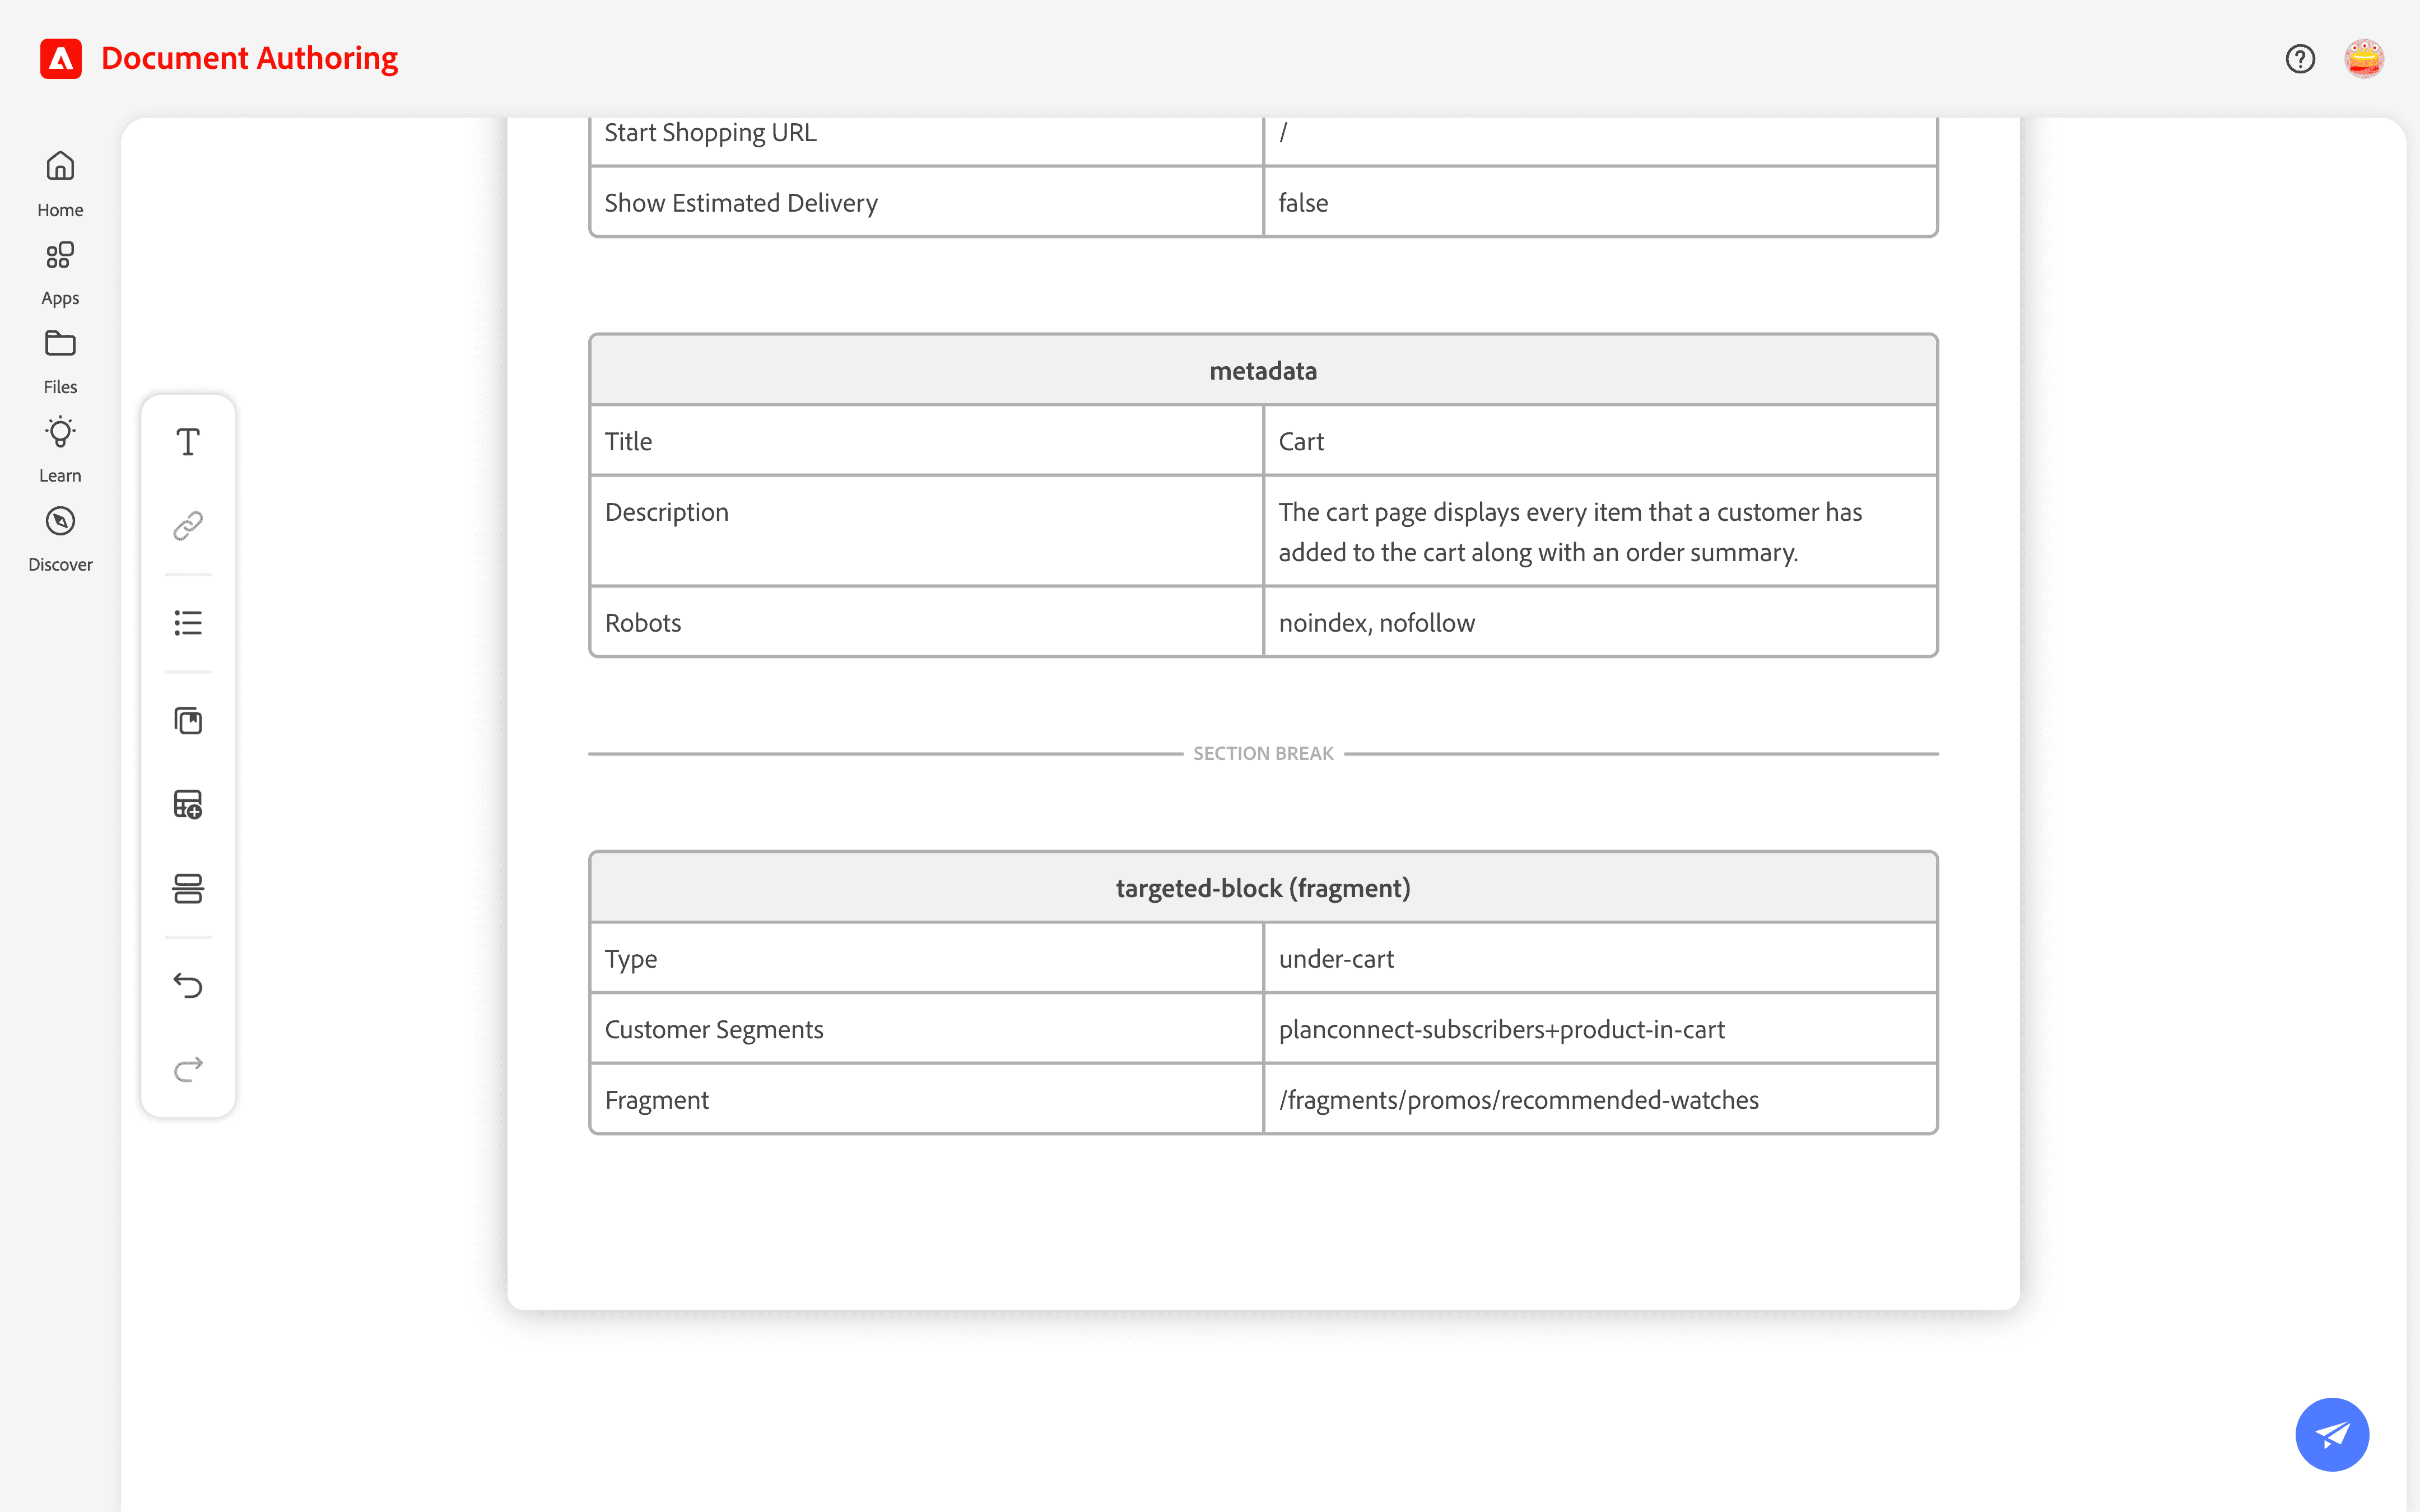 Document Authoring
Home
Apps
Files
Learn
Discover
Start Shopping URL /
Show Estimated Delivery false
metadata
Title Cart
Description The cart page displays every item that a customer has
added to the cart along with an order summary.
Robots noindex, nofollow
SECTION BREAK
targeted-block (fragment)
Type under-cart
Customer Segments planconnect-subscribers+product-in-cart
Fragment /fragments/promos/recommended-watches